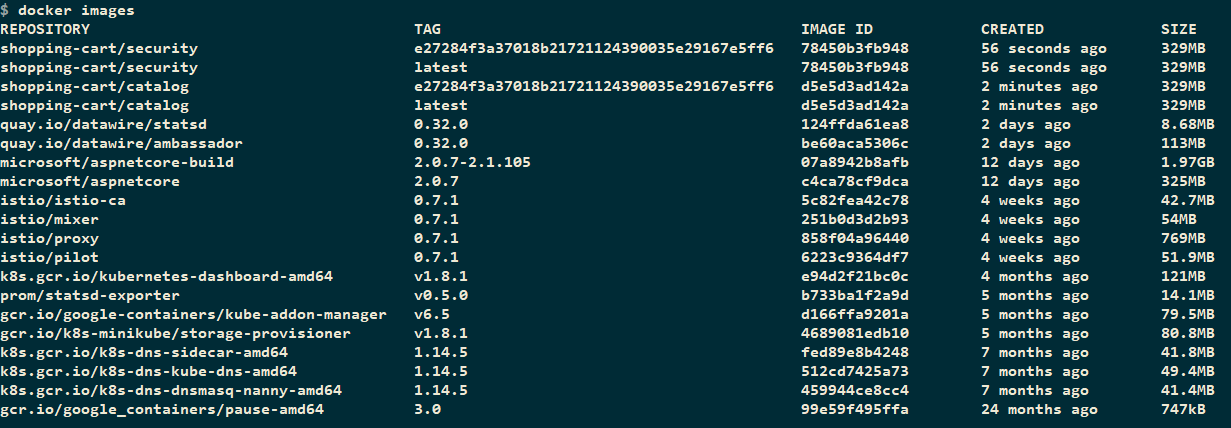 $ docker images
REPOSITORY TAG IMAGE ID CREATED SIZE
shopping-cart/security e27284f3a37018b21721124390035e29167e5ff6 78450b3fb948 56 seconds ago 329MB
shopping-cart/security latest 78450b3fb948 56 seconds ago 329MB
shopping-cart/catalog e27284f3a37018b21721124390035e29167e5ff6 d5e5d3ad142a 2 minutes ago 329MB
shopping-cart/catalog latest d5e5d3ad142a 2 minutes ago 329MB
quay.io/datawire/statsd 0.32.0 124ffda61ea8 2 days ago 8.68MB
quay.io/datawire/ambassador 0.32.0 be60aca5306c 2 days ago 113MB
microsoft/aspnetcore-build 2.0.7-2.1.105 07a8942b8afb 12 days ago 1.97GB
microsoft/aspnetcore 2.0.7 c4ca78cf9dca 12 days ago 325MB
istio/istio-ca 0.7.1 5c82fea42c78 4 weeks ago 42.7MB
istio/mixer 0.7.1 251b0d3d2b93 4 weeks ago 54MB
istio/proxy 0.7.1 858f04a96440 4 weeks ago 769MB
istio/pilot 0.7.1 6223c9364df7 4 weeks ago 51.9MB
k8s.gcr.io/kubernetes-dashboard-amd64 v1.8.1 e94d2f21bc0c 4 months ago 121MB
prom/statsd-exporter v0.5.0 b733ba1f2a9d 5 months ago 14.1MB
gcr.io/google-containers/kube-addon-manager v6.5 d166ffa9201a 5 months ago 79.5MB
gcr.io/k8s-minikube/storage-provisioner v1.8.1 4689081edb10 5 months ago 80.8MB
k8s.gcr.io/k8s-dns-sidecar-amd64 1.14.5 fed89e8b4248 7 months ago 41.8MB
k8s.gcr.io/k8s-dns-kube-dns-amd64 1.14.5 512cd7425a73 7 months ago 49.4MB
k8s.gcr.io/k8s-dns-dnsmasq-nanny-amd64 1.14.5 459944ce8cc4 7 months ago 41.4MB
gcr.io/google_containers/pause-amd64 3.0 99e59f495ffa 24 months ago 747kB